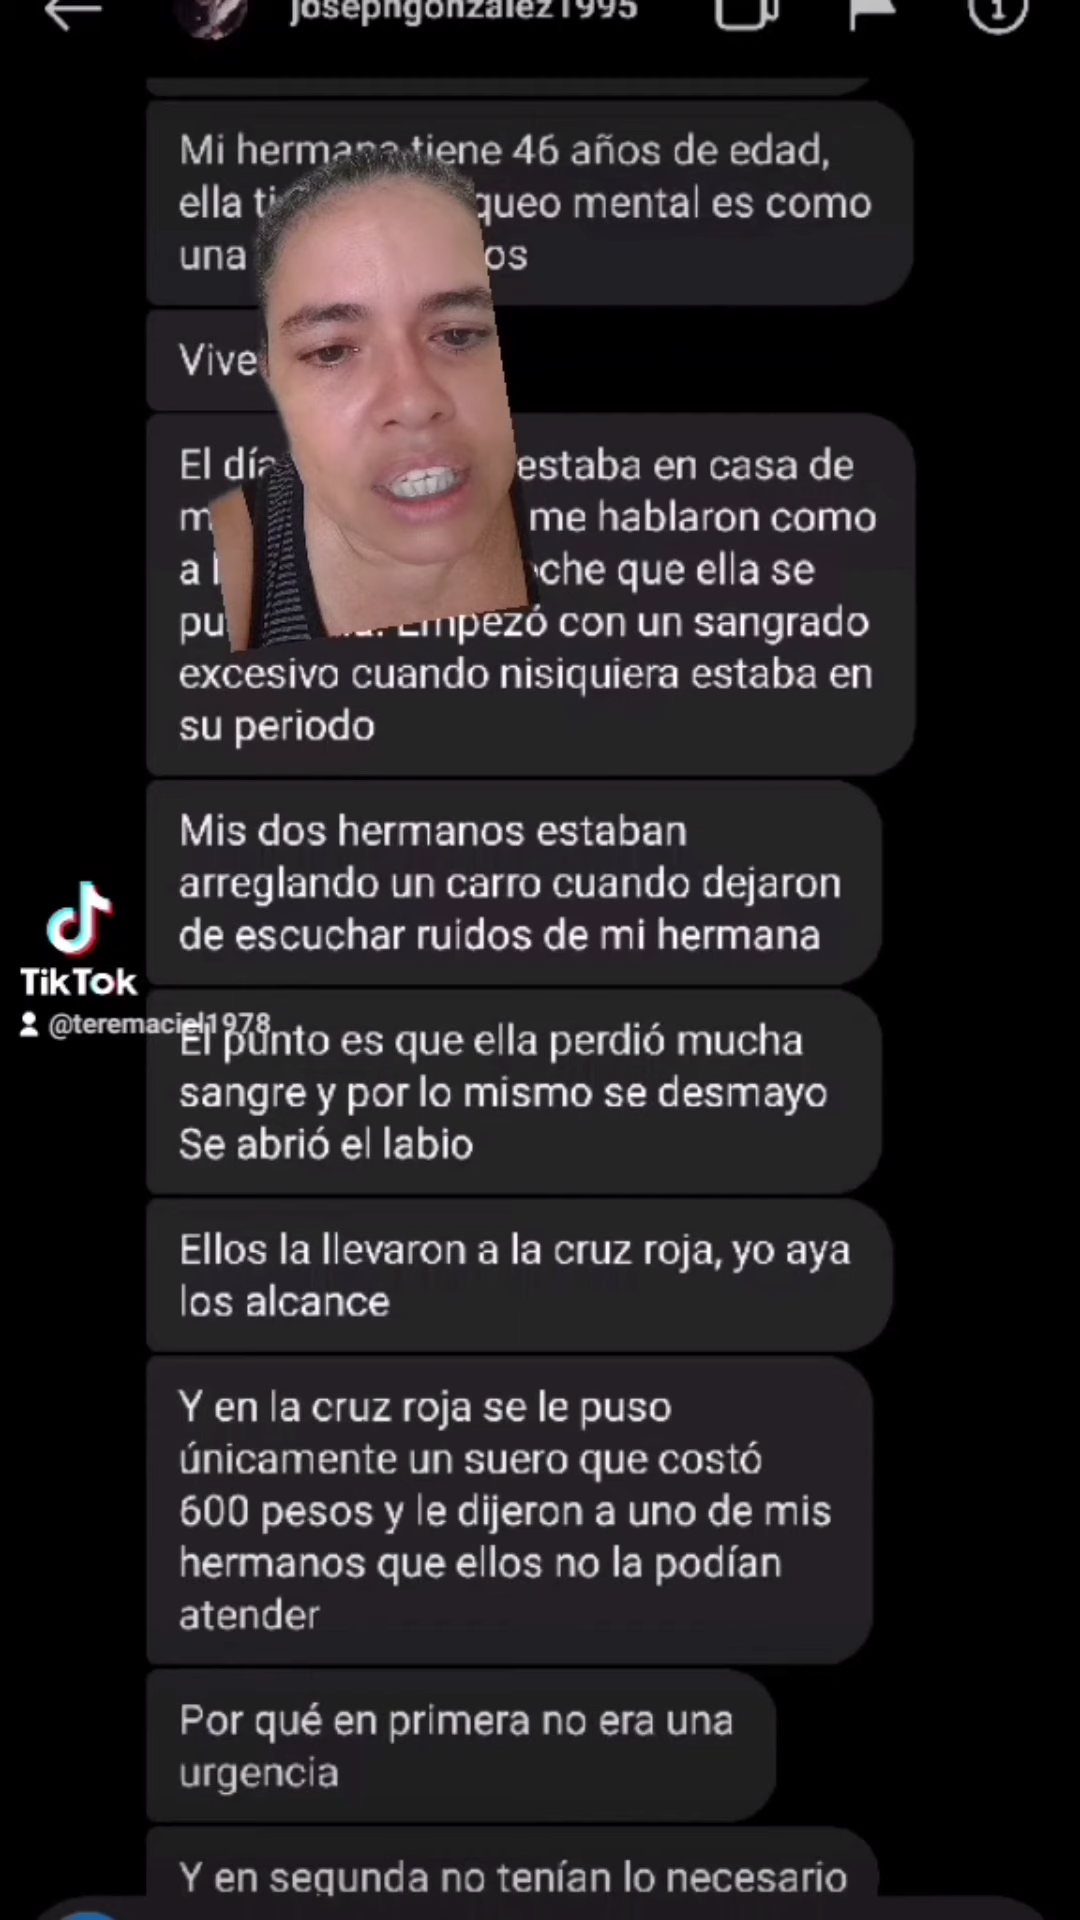 josephgonzalez1995
Mi hermana tiene 46 años de edad,
ella queo mental es como
una os
Vive
El día estaba en casa de
me hablaron como
a che que ella se
Empezó con un sangrado
excesivo cuando nisiquiera estaba en
su periodo
Mis dos hermanos estaban
arreglando un carro cuando dejaron
de escuchar ruidos de mi hermana
TikTok
@teremaciel1978
El punto es que ella perdió mucha
sangre y por lo mismo se desmayo
Se abrió el labio
Ellos la llevaron a la cruz roja, yo aya
los alcance
Y en la cruz roja se le puso
únicamente un suero que costó
600 pesos y le dijeron a uno de mis
hermanos que ellos no la podían
atender
Por qué en primera no era una
urgencia
Y en segunda no tenían lo necesario